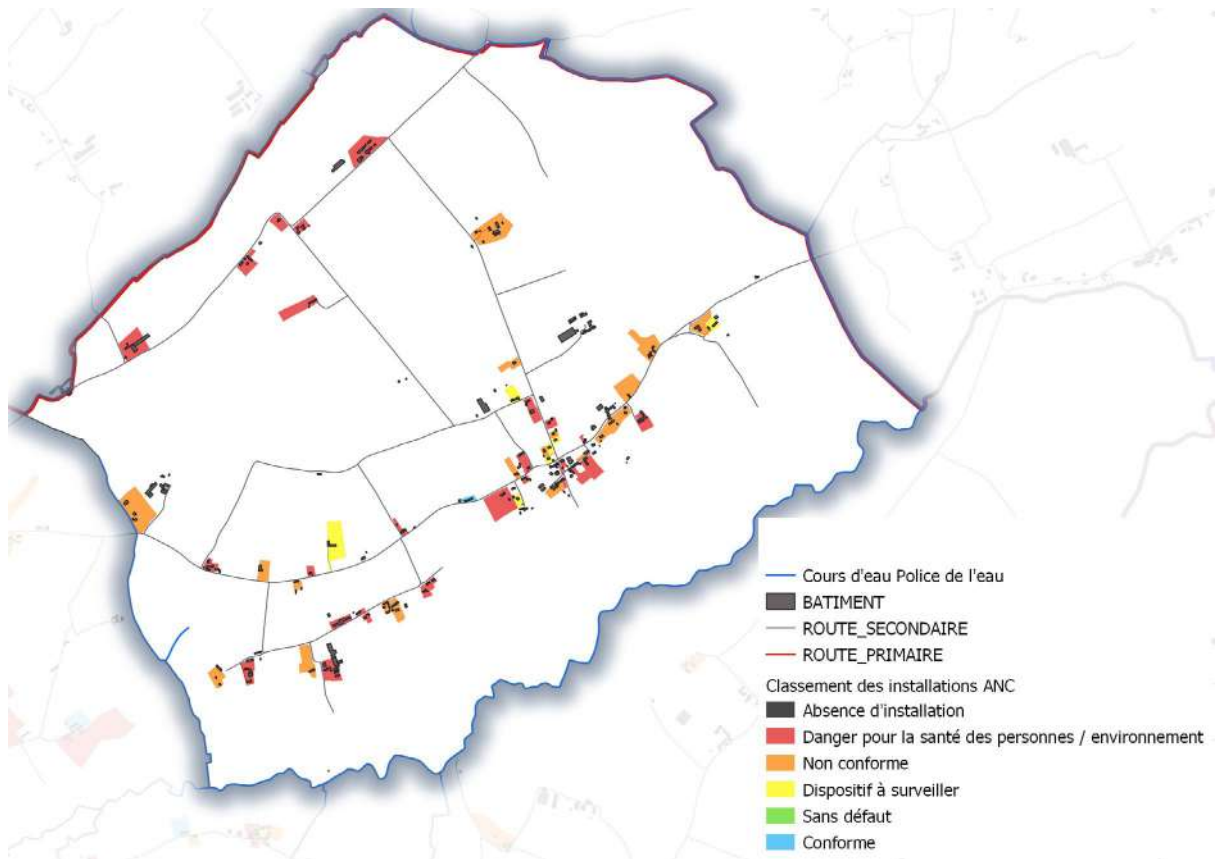 Cours d'eau Police de l'eau
BATIMENT
ROUTE_SECONDAIRE
ROUTE_PRIMAIRE
Classement des installations ANC
Absence d'installation
Danger pour la santé des personnes / environnement
Non conforme
Dispositif à surveiller
Sans défaut
Conforme